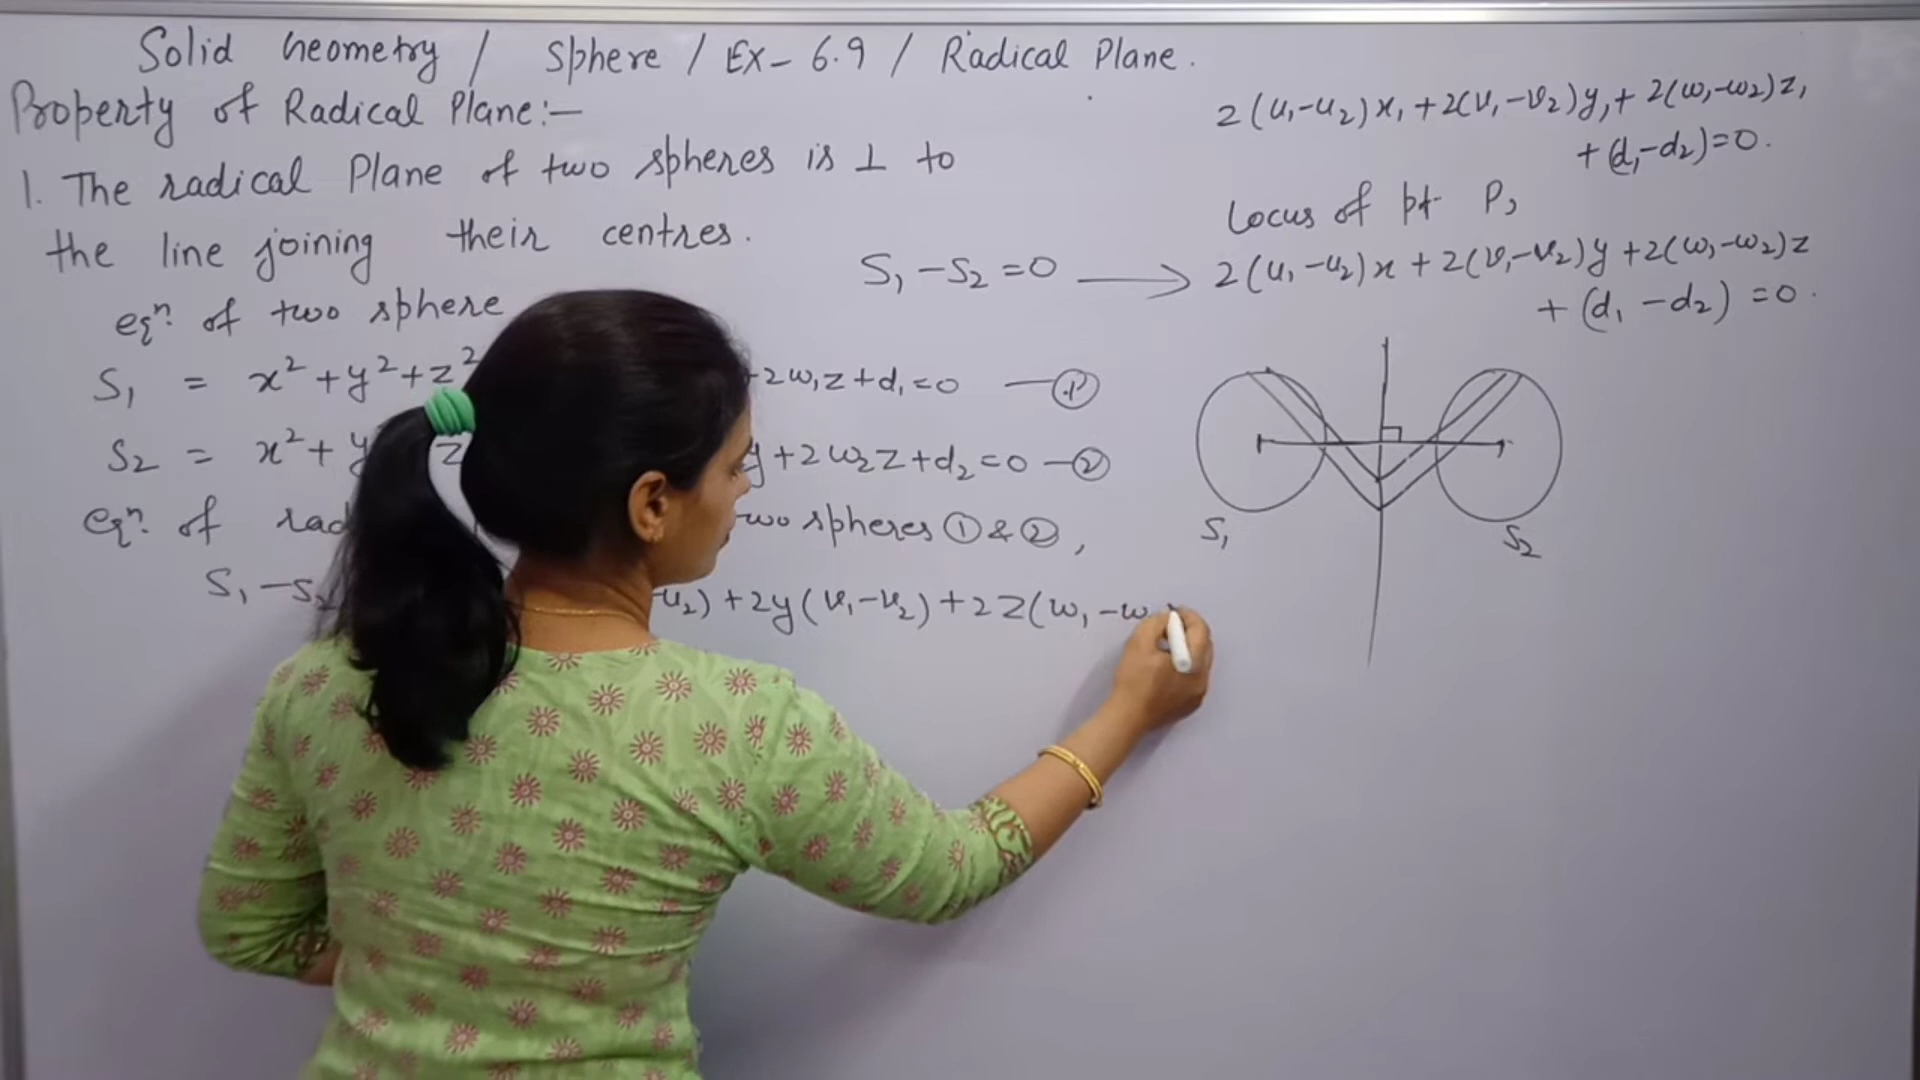 Solid Geometry / Sphere / EX- 6.9 / Radical Plane.
Property of Radical Plane:-
1. The radical Plane of two spheres is ⊥ to
the line joining their centres.
eqⁿ. of two sphere
S₁ = x² + y² + z² +2w₁z + d₁ = 0 —①
S₂ = x² + y z y + 2w₂z + d₂ = 0 —②
eqⁿ. of two spheres ① & ②,
S₁ - S₂ -u₂) + 2y(v₁ - v₂) + 2z(w₁ - w
S₁ - S₂ = 0 ⟶
2(u₁-u₂)x₁ + 2(v₁-v₂)y₁ + 2(w₁-w₂)z₁
+ (d₁-d₂)=0.
Locus of pt P,
2(u₁-u₂)x + 2(v₁-v₂)y + 2(w₁-w₂)z
+ (d₁ - d₂) = 0.
S₁ S₂